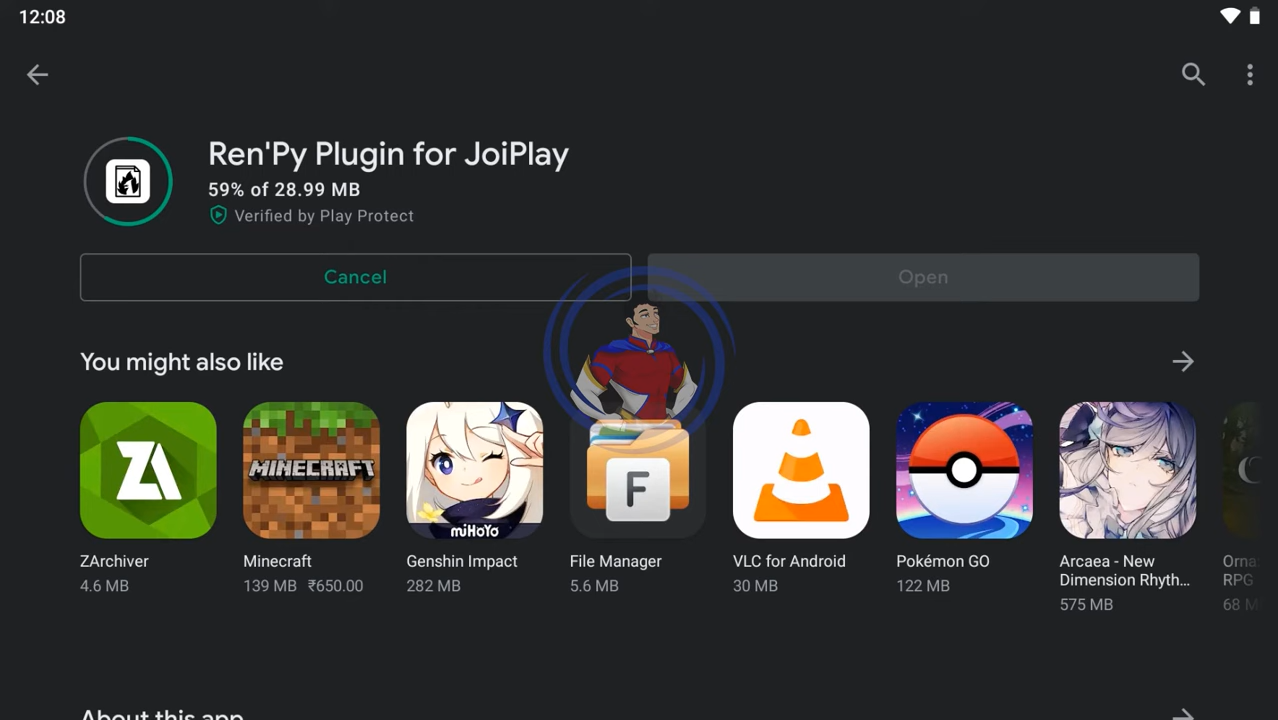 12:08
Ren'Py Plugin for JoiPlay
59% of 28.99 MB
Verified by Play Protect
Cancel
Open
You might also like
ZA
MINECRAFT
miHoYo
F
ZArchiver
4.6 MB
Minecraft
139 MB ₹650.00
Genshin Impact
282 MB
File Manager
5.6 MB
VLC for Android
30 MB
Pokémon GO
122 MB
Arcaea - New
Dimension Rhyth...
575 MB
RPG
68 M
About this app